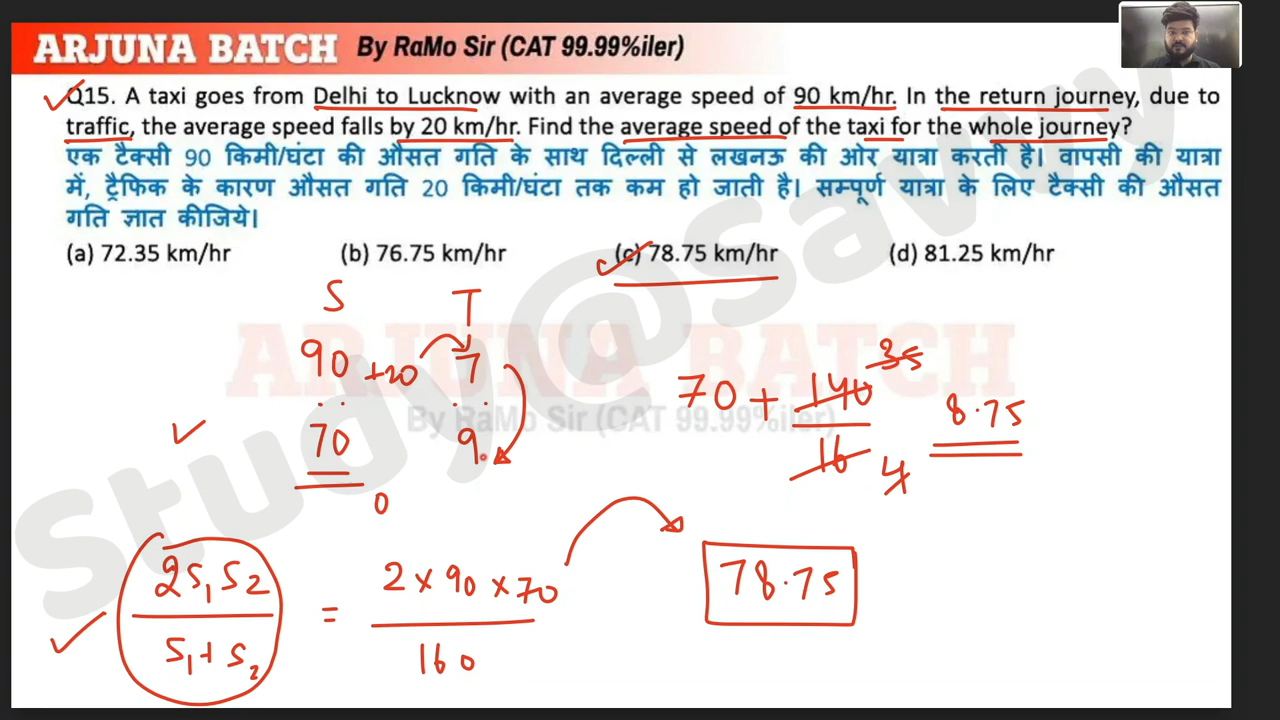 ARJUNA BATCH By RaMo Sir (CAT 99.99%iler)
Q15. A taxi goes from Delhi to Lucknow with an average speed of 90 km/hr. In the return journey, due to
traffic, the average speed falls by 20 km/hr. Find the average speed of the taxi for the whole journey?
एक टैक्सी 90 किमी/घंटा की औसत गति के साथ दिल्ली से लखनऊ की ओर यात्रा करती है। वापसी की यात्रा
में, ट्रैफिक के कारण औसत गति 20 किमी/घंटा तक कम हो जाती है। सम्पूर्ण यात्रा के लिए टैक्सी की औसत
गति ज्ञात कीजिये।
(a) 72.35 km/hr (b) 76.75 km/hr (c) 78.75 km/hr (d) 81.25 km/hr
S T
90 +20 7
70 9
0
70 + 140/16 35 4 8.75
2S₁S₂/S₁+S₂ = 2 × 90 × 70/160
78.75
ARJUNA BATCH
By RaMo Sir (CAT 99.99%iler)
Study@Savvy